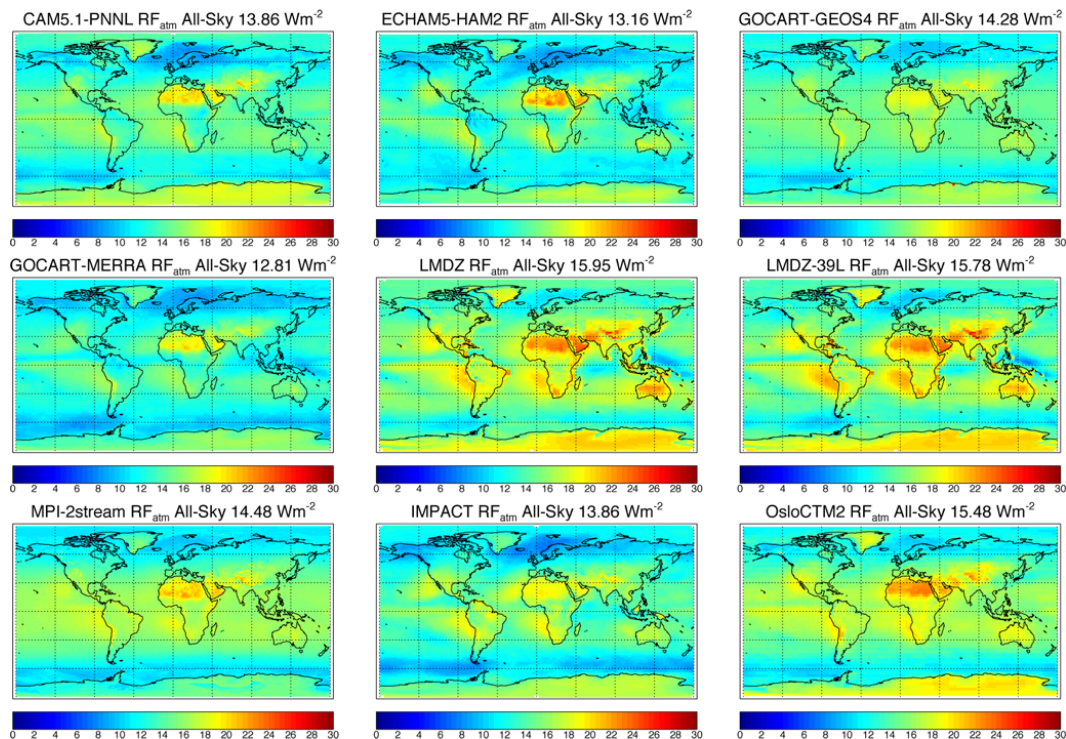 CAM5.1-PNNL RFatm All-Sky 13.86 Wm-2
ECHAM5-HAM2 RFatm All-Sky 13.16 Wm-2
GOCART-GEOS4 RFatm All-Sky 14.28 Wm-2
0 2 4 6 8 10 12 14 16 18 20 22 24 26 28 30
0 2 4 6 8 10 12 14 16 18 20 22 24 26 28 30
0 2 4 6 8 10 12 14 16 18 20 22 24 26 28 30
GOCART-MERRA RFatm All-Sky 12.81 Wm-2
LMDZ RFatm All-Sky 15.95 Wm-2
LMDZ-39L RFatm All-Sky 15.78 Wm-2
0 2 4 6 8 10 12 14 16 18 20 22 24 26 28 30
0 2 4 6 8 10 12 14 16 18 20 22 24 26 28 30
0 2 4 6 8 10 12 14 16 18 20 22 24 26 28 30
MPI-2stream RFatm All-Sky 14.48 Wm-2
IMPACT RFatm All-Sky 13.86 Wm-2
OsloCTM2 RFatm All-Sky 15.48 Wm-2
0 2 4 6 8 10 12 14 16 18 20 22 24 26 28 30
0 2 4 6 8 10 12 14 16 18 20 22 24 26 28 30
0 2 4 6 8 10 12 14 16 18 20 22 24 26 28 30